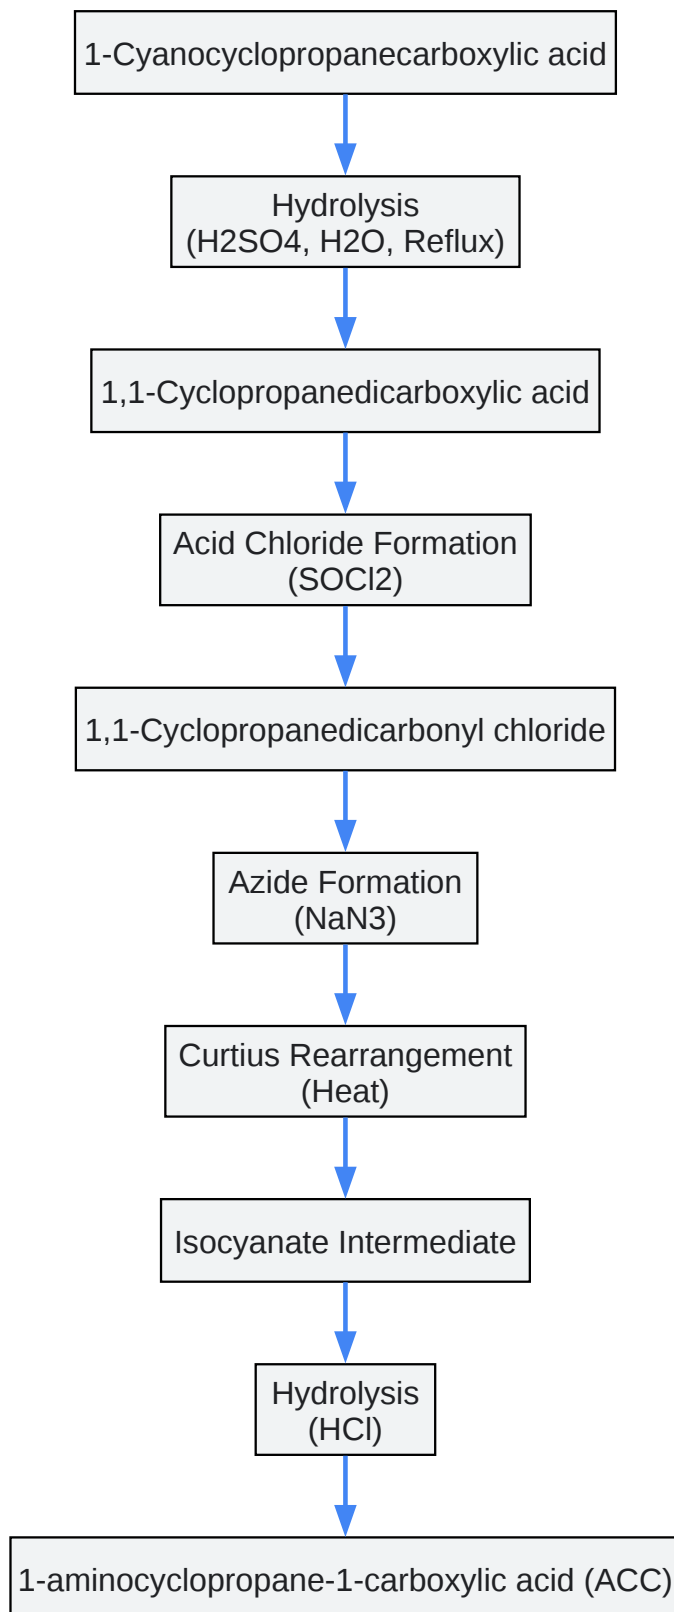 1-Cyanocyclopropanecarboxylic acid
Hydrolysis
(H2SO4, H2O, Reflux)
1,1-Cyclopropanedicarboxylic acid
Acid Chloride Formation
(SOCl2)
1,1-Cyclopropanedicarbonyl chloride
Azide Formation
(NaN3)
Curtius Rearrangement
(Heat)
Isocyanate Intermediate
Hydrolysis
(HCl)
1-aminocyclopropane-1-carboxylic acid (ACC)